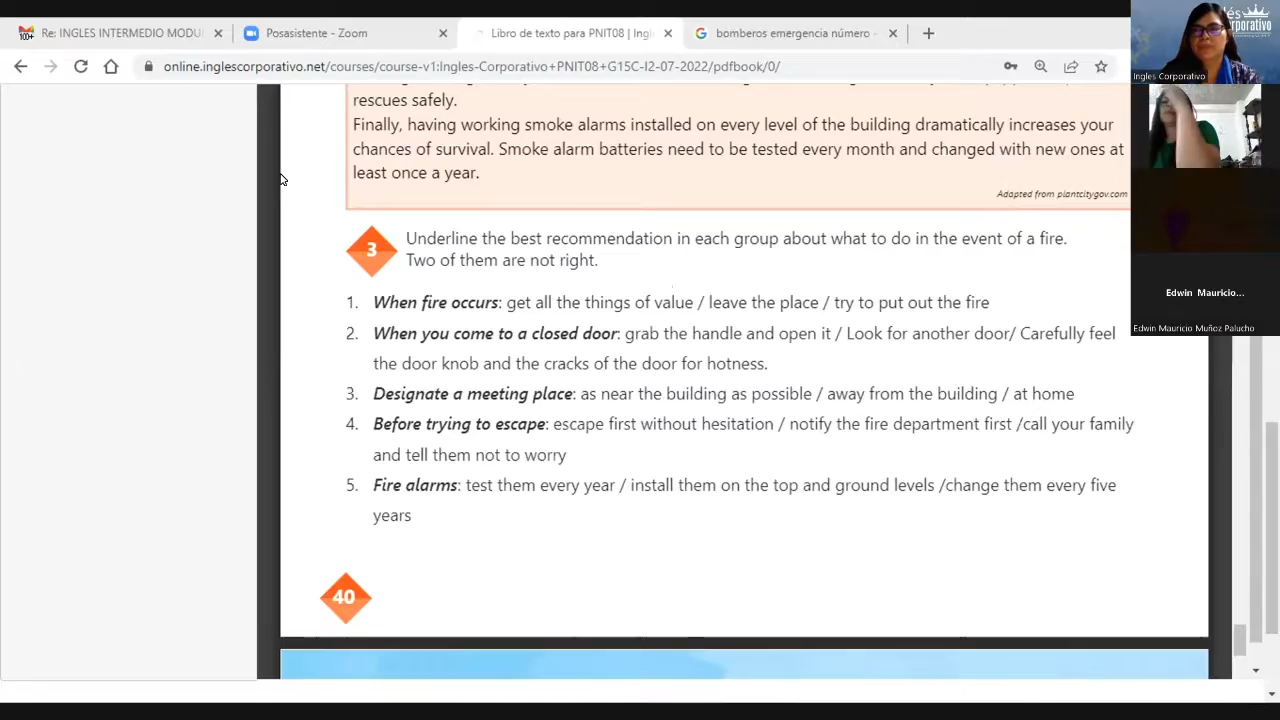 Re: INGLES INTERMEDIO MODU
Posasistente - Zoom
Libro de texto para PNIT08 | Ingl
bomberos emergencia número -
online.inglescorporativo.net/courses/course-v1:Ingles-Corporativo+PNIT08+G15C-I2-07-2022/pdfbook/0/
Ingles Corporativo
Edwin Mauricio...
Edwin Mauricio Muñoz Palucho
rescues safely.
Finally, having working smoke alarms installed on every level of the building dramatically increases your
chances of survival. Smoke alarm batteries need to be tested every month and changed with new ones at
least once a year.
Adapted from plantcitygov.com
3
Underline the best recommendation in each group about what to do in the event of a fire.
Two of them are not right.
1. When fire occurs: get all the things of value / leave the place / try to put out the fire
2. When you come to a closed door: grab the handle and open it / Look for another door/ Carefully feel
the door knob and the cracks of the door for hotness.
3. Designate a meeting place: as near the building as possible / away from the building / at home
4. Before trying to escape: escape first without hesitation / notify the fire department first /call your family
and tell them not to worry
5. Fire alarms: test them every year / install them on the top and ground levels /change them every five
years
40